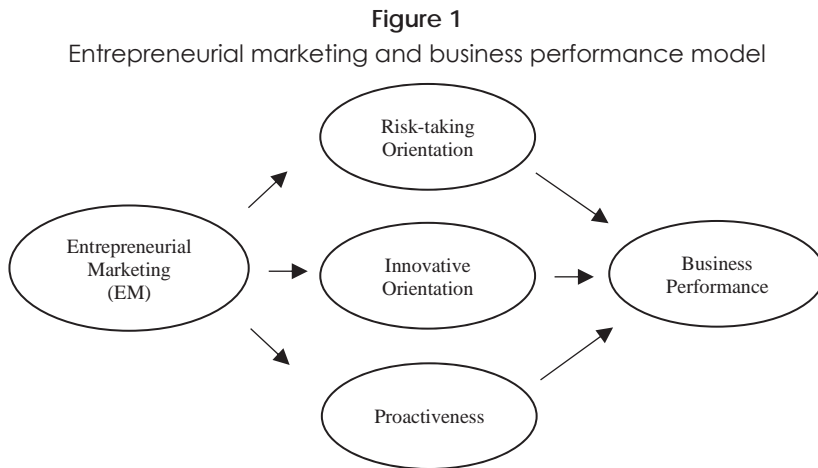 Figure 1
Entrepreneurial marketing and business performance model
Risk-taking
Orientation
Entrepreneurial
Marketing
(EM)
Innovative
Orientation
Business
Performance
Proactiveness